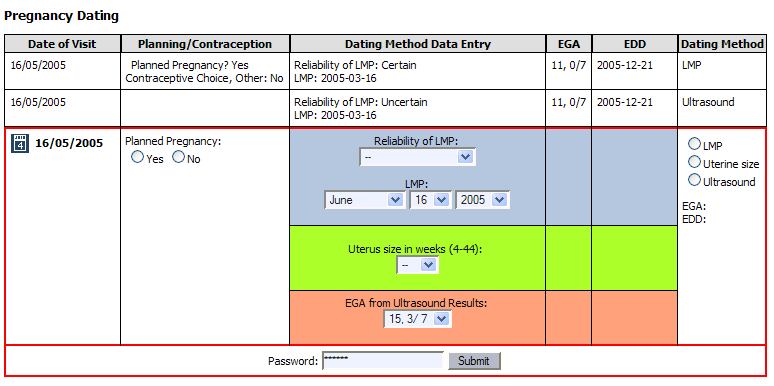 Pregnancy Dating
Date of Visit Planning/Contraception Dating Method Data Entry EGA EDD Dating Method
16/05/2005 Planned Pregnancy? Yes Reliability of LMP: Certain 11, 0/7 2005-12-21 LMP
Contraceptive Choice, Other: No LMP: 2005-03-16
16/05/2005 Reliability of LMP: Uncertain 11, 0/7 2005-12-21 Ultrasound
LMP: 2005-03-16
4 16/05/2005 Planned Pregnancy: Reliability of LMP: LMP
Yes No -- Uterine size
LMP: Ultrasound
June 16 2005 EGA:
EDD:
Uterus size in weeks (4-44):
--
EGA from Ultrasound Results:
15, 3/ 7
Password: ****** Submit